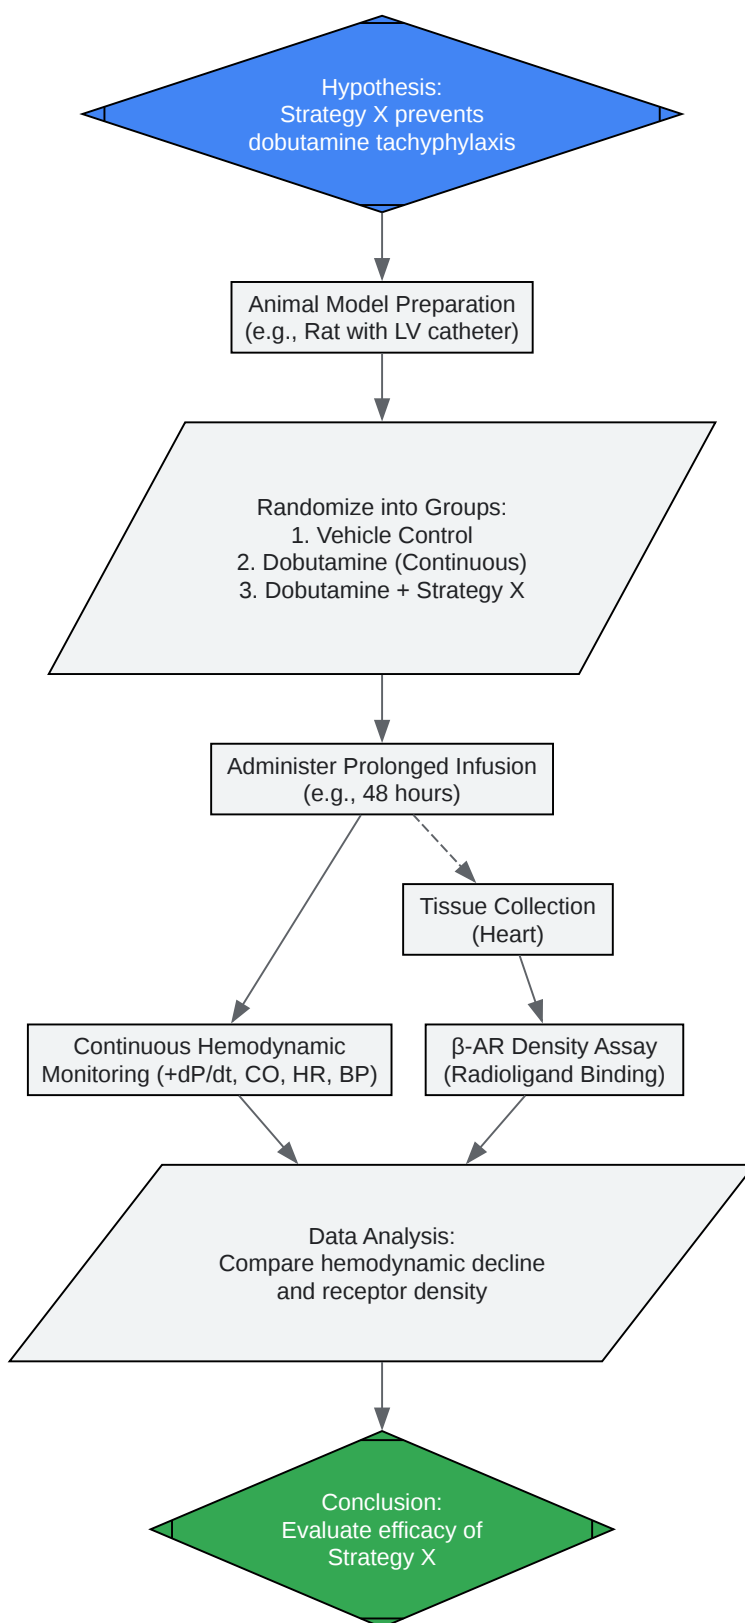 Hypothesis:
Strategy X prevents
dobutamine tachyphylaxis
Animal Model Preparation
(e.g., Rat with LV catheter)
Randomize into Groups:
1. Vehicle Control
2. Dobutamine (Continuous)
3. Dobutamine + Strategy X
Administer Prolonged Infusion
(e.g., 48 hours)
Tissue Collection
(Heart)
Continuous Hemodynamic
Monitoring (+dP/dt, CO, HR, BP)
β-AR Density Assay
(Radioligand Binding)
Data Analysis:
Compare hemodynamic decline
and receptor density
Conclusion:
Evaluate efficacy of
Strategy X